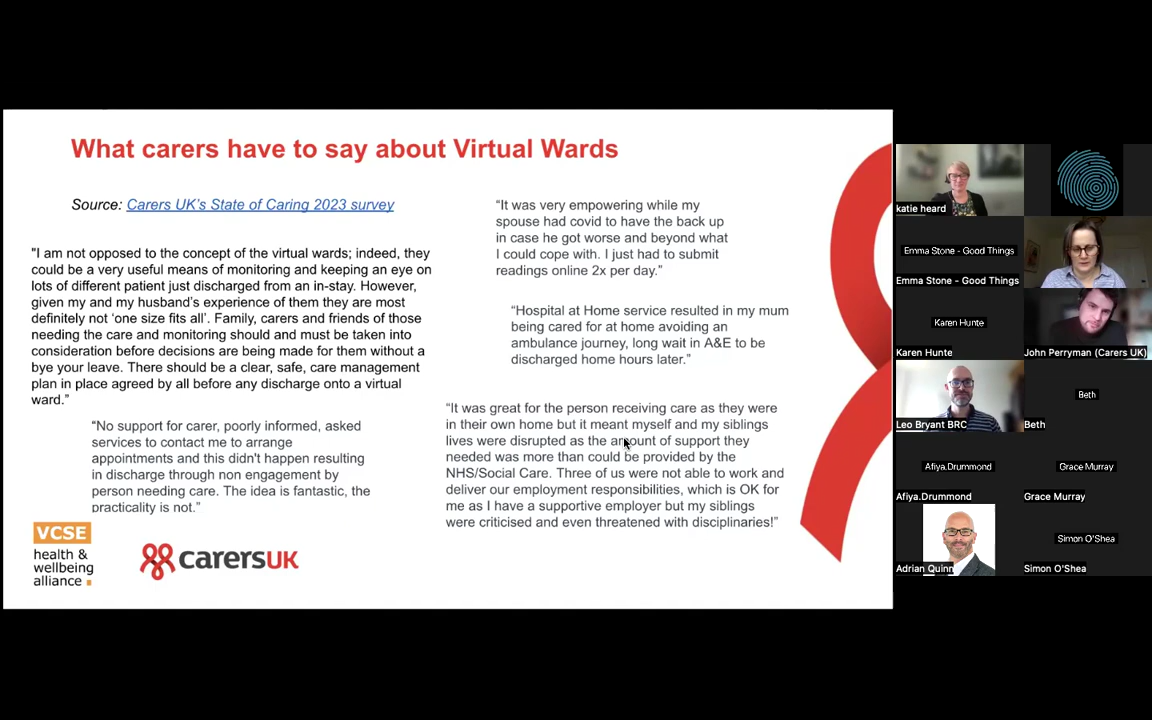 What carers have to say about Virtual Wards
Source: Carers UK's State of Caring 2023 survey
"I am not opposed to the concept of the virtual wards; indeed, they
could be a very useful means of monitoring and keeping an eye on
lots of different patient just discharged from an in-stay. However,
given my and my husband's experience of them they are most
definitely not 'one size fits all'. Family, carers and friends of those
needing the care and monitoring should and must be taken into
consideration before decisions are being made for them without a
bye your leave. There should be a clear, safe, care management
plan in place agreed by all before any discharge onto a virtual
ward."
"No support for carer, poorly informed, asked
services to contact me to arrange
appointments and this didn't happen resulting
in discharge through non engagement by
person needing care. The idea is fantastic, the
practicality is not."
"It was very empowering while my
spouse had covid to have the back up
in case he got worse and beyond what
I could cope with. I just had to submit
readings online 2x per day."
"Hospital at Home service resulted in my mum
being cared for at home avoiding an
ambulance journey, long wait in A&E to be
discharged home hours later."
"It was great for the person receiving care as they were
in their own home but it meant myself and my siblings
lives were disrupted as the amount of support they
needed was more than could be provided by the
NHS/Social Care. Three of us were not able to work and
deliver our employment responsibilities, which is OK for
me as I have a supportive employer but my siblings
were criticised and even threatened with disciplinaries!"
VCSE
health &
wellbeing
alliance
carersUK
katie heard
Emma Stone - Good Things
Emma Stone - Good Things
Karen Hunte
Karen Hunte
John Perryman (Carers UK)
Leo Bryant BRC
Beth
Beth
Afiya.Drummond
Afiya.Drummond
Grace Murray
Grace Murray
Adrian Quinn
Simon O'Shea
Simon O'Shea